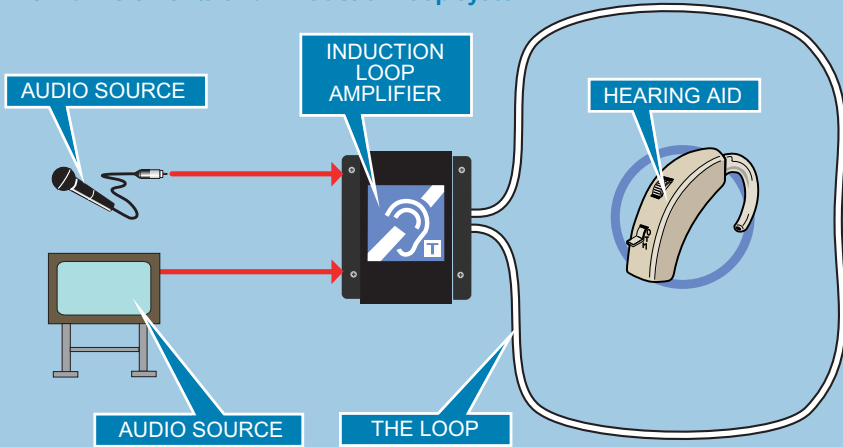 AUDIO SOURCE
INDUCTION
LOOP
AMPLIFIER
HEARING AID
T
AUDIO SOURCE
THE LOOP